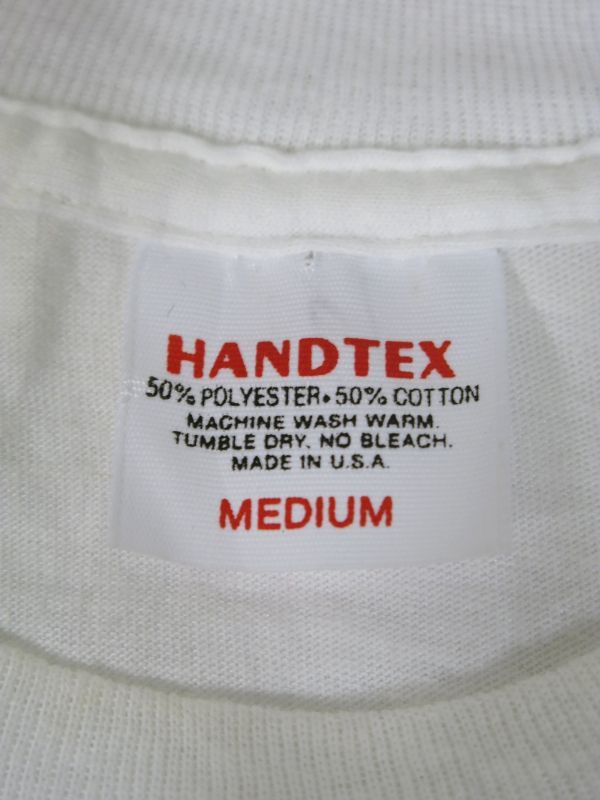 HANDTEX
50% POLYESTER • 50% COTTON
MACHINE WASH WARM.
TUMBLE DRY. NO BLEACH.
MADE IN U.S.A.
MEDIUM